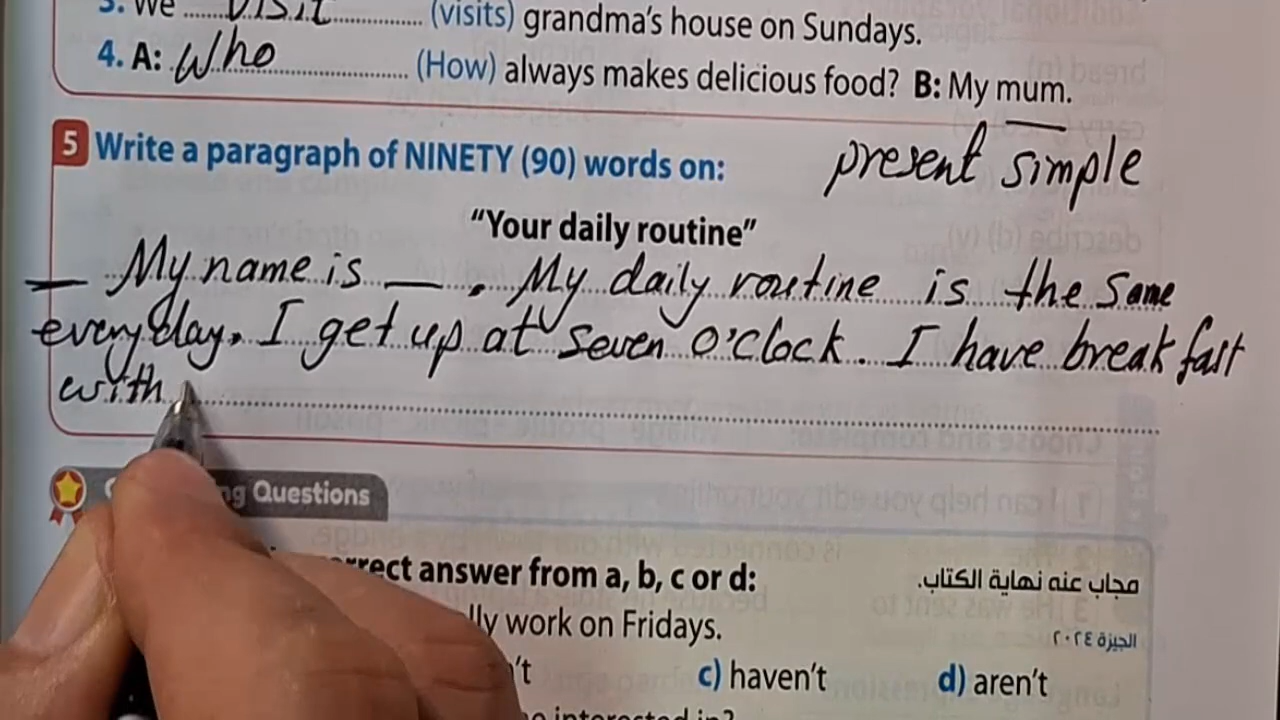 3. We visit (visits) grandma's house on Sundays.
4. A: Who (How) always makes delicious food? B: My mum.
5 Write a paragraph of NINETY (90) words on:
present simple
"Your daily routine"
_ My name is _ . My daily routine is the same
everyday. I get up at seven o'clock. I have breakfast
with
Questions
answer from a, b, c or d:
مجاب عنه نهاية الكتاب.
work on Fridays.
الجيزة ٢٠٢٤
c) haven't d) aren't
interested in?